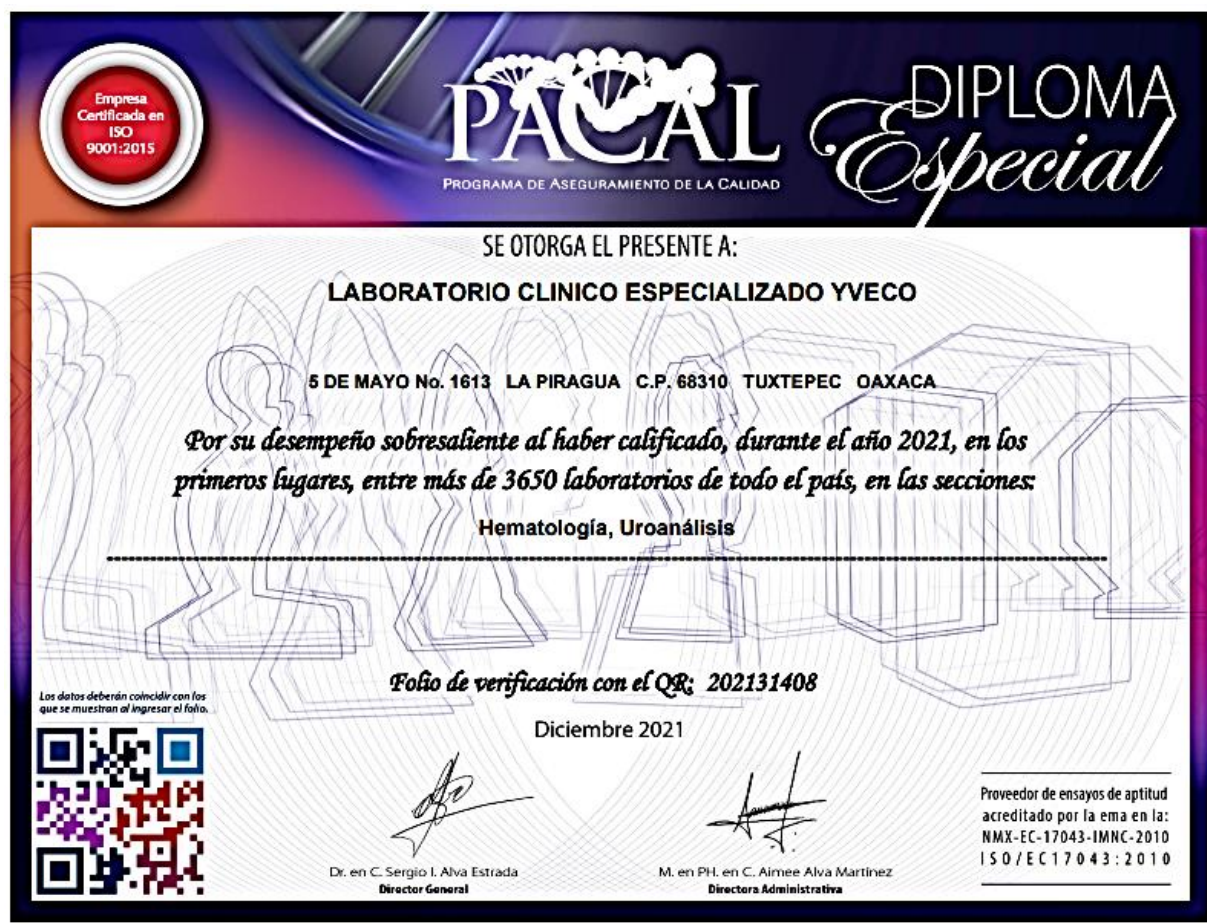 Empresa
Certificada en
ISO
9001:2015
PACAL
PROGRAMA DE ASEGURAMIENTO DE LA CALIDAD
DIPLOMA
Especial
SE OTORGA EL PRESENTE A:
LABORATORIO CLINICO ESPECIALIZADO YVECO
5 DE MAYO No. 1613 LA PIRAGUA C.P. 68310 TUXTEPEC OAXACA
Por su desempeño sobresaliente al haber calificado, durante el año 2021, en los
primeros lugares, entre más de 3650 laboratorios de todo el país, en las secciones:
Hematología, Uroanálisis
Folio de verificación con el QR: 202131408
Diciembre 2021
Los datos deberán coincidir con los
que se muestran al ingresar el folio.
Dr. en C. Sergio I. Alva Estrada
Director General
M. en PH. en C. Aimee Alva Martínez
Directora Administrativa
Proveedor de ensayos de aptitud
acreditado por la ema en la:
NMX-EC-17043-IMNC-2010
ISO/EC17043:2010